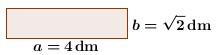 b = √2 dm
a = 4 dm